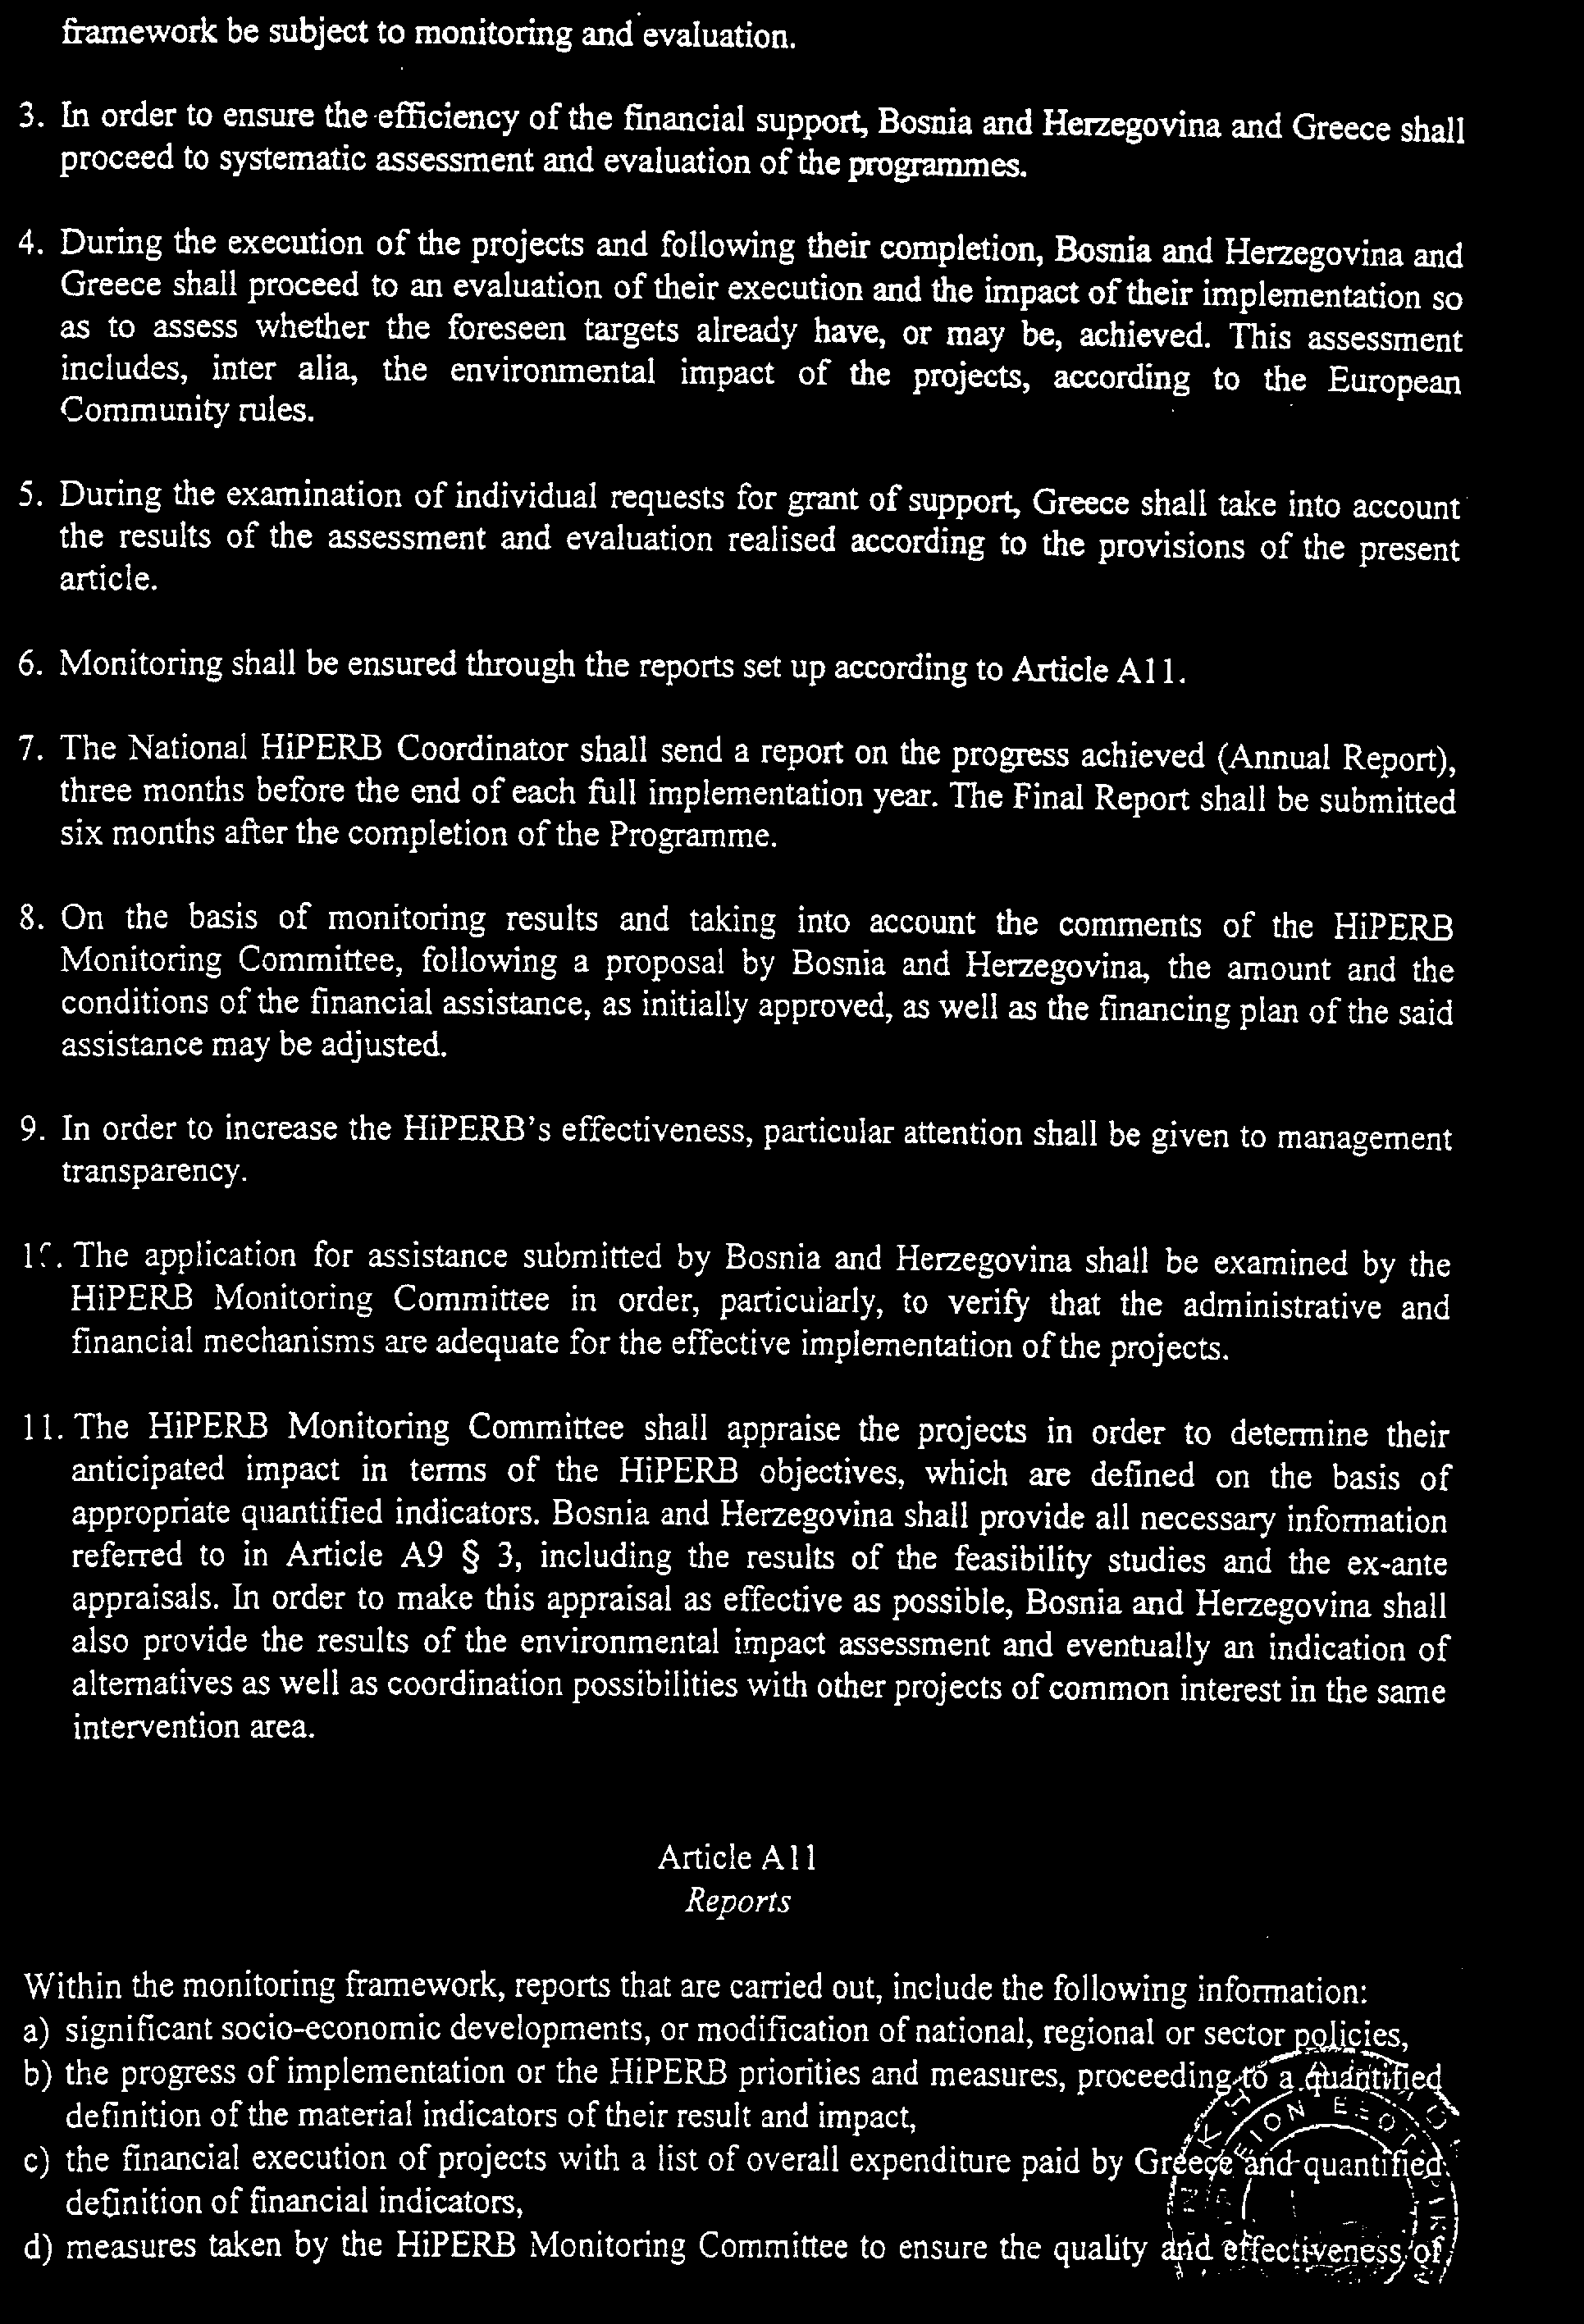 framework be subject to monitoring and evaluation.
3. In order to ensure the efficiency of the financial support, Bosnia and Herzegovina and Greece shall
proceed to systematic assessment and evaluation of the programmes.
4. During the execution of the projects and following their completion, Bosnia and Herzegovina and
Greece shall proceed to an evaluation of their execution and the impact of their implementation so
as to assess whether the foreseen targets already have, or may be, achieved. This assessment
includes, inter alia, the environmental impact of the projects, according to the European
Community rules.
5. During the examination of individual requests for grant of support, Greece shall take into account
the results of the assessment and evaluation realised according to the provisions of the present
article.
6. Monitoring shall be ensured through the reports set up according to Article A11.
7. The National HiPERB Coordinator shall send a report on the progress achieved (Annual Report),
three months before the end of each full implementation year. The Final Report shall be submitted
six months after the completion of the Programme.
8. On the basis of monitoring results and taking into account the comments of the HiPERB
Monitoring Committee, following a proposal by Bosnia and Herzegovina, the amount and the
conditions of the financial assistance, as initially approved, as well as the financing plan of the said
assistance may be adjusted.
9. In order to increase the HiPERB's effectiveness, particular attention shall be given to management
transparency.
10. The application for assistance submitted by Bosnia and Herzegovina shall be examined by the
HiPERB Monitoring Committee in order, particularly, to verify that the administrative and
financial mechanisms are adequate for the effective implementation of the projects.
11. The HiPERB Monitoring Committee shall appraise the projects in order to determine their
anticipated impact in terms of the HiPERB objectives, which are defined on the basis of
appropriate quantified indicators. Bosnia and Herzegovina shall provide all necessary information
referred to in Article A9 § 3, including the results of the feasibility studies and the ex-ante
appraisals. In order to make this appraisal as effective as possible, Bosnia and Herzegovina shall
also provide the results of the environmental impact assessment and eventually an indication of
alternatives as well as coordination possibilities with other projects of common interest in the same
intervention area.
Article A11
Reports
Within the monitoring framework, reports that are carried out, include the following information:
a) significant socio-economic developments, or modification of national, regional or sector policies,
b) the progress of implementation or the HiPERB priorities and measures, proceeding to a quantified
definition of the material indicators of their result and impact,
c) the financial execution of projects with a list of overall expenditure paid by Greece and quantified
definition of financial indicators,
d) measures taken by the HiPERB Monitoring Committee to ensure the quality and effectiveness of